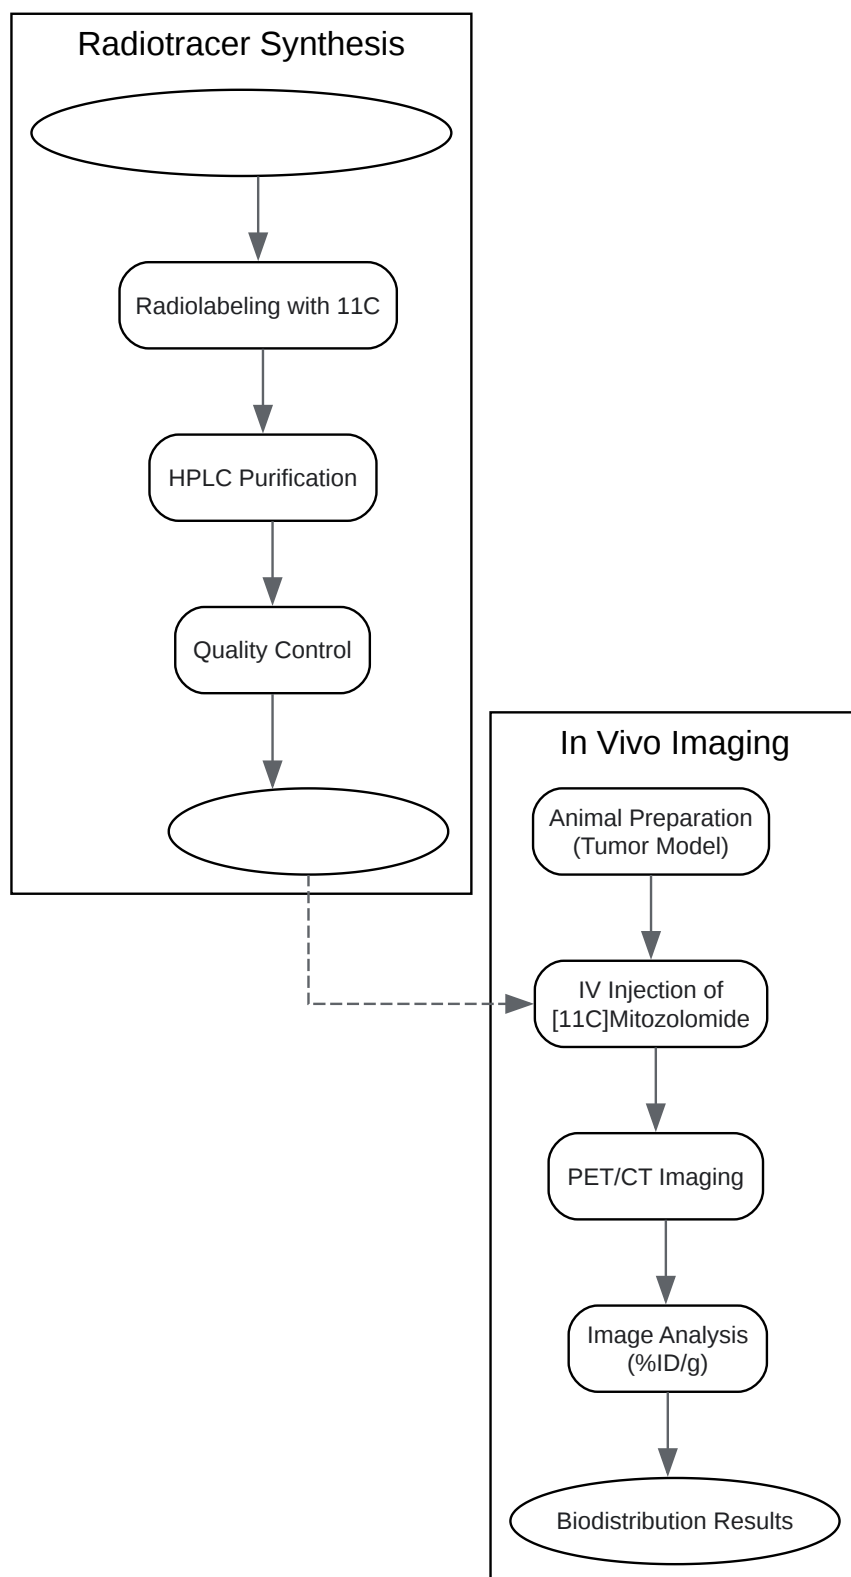 Radiotracer Synthesis
Radiolabeling with 11C
HPLC Purification
Quality Control
In Vivo Imaging
Animal Preparation
(Tumor Model)
IV Injection of
[11C]Mitozolomide
PET/CT Imaging
Image Analysis
(%ID/g)
Biodistribution Results